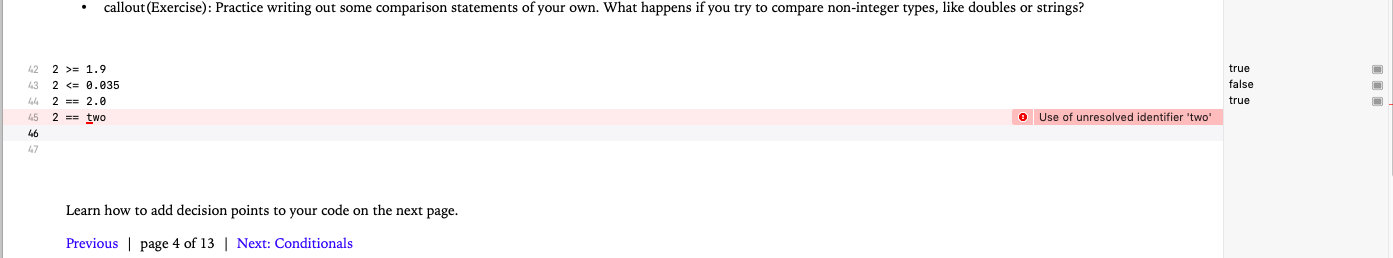 • callout(Exercise): Practice writing out some comparison statements of your own. What happens if you try to compare non-integer types, like doubles or strings?
42 2 >= 1.9 true
43 2 <= 0.035 false
44 2 == 2.0 true
45 2 == two Use of unresolved identifier 'two'
46
47
Learn how to add decision points to your code on the next page.
Previous | page 4 of 13 | Next: Conditionals